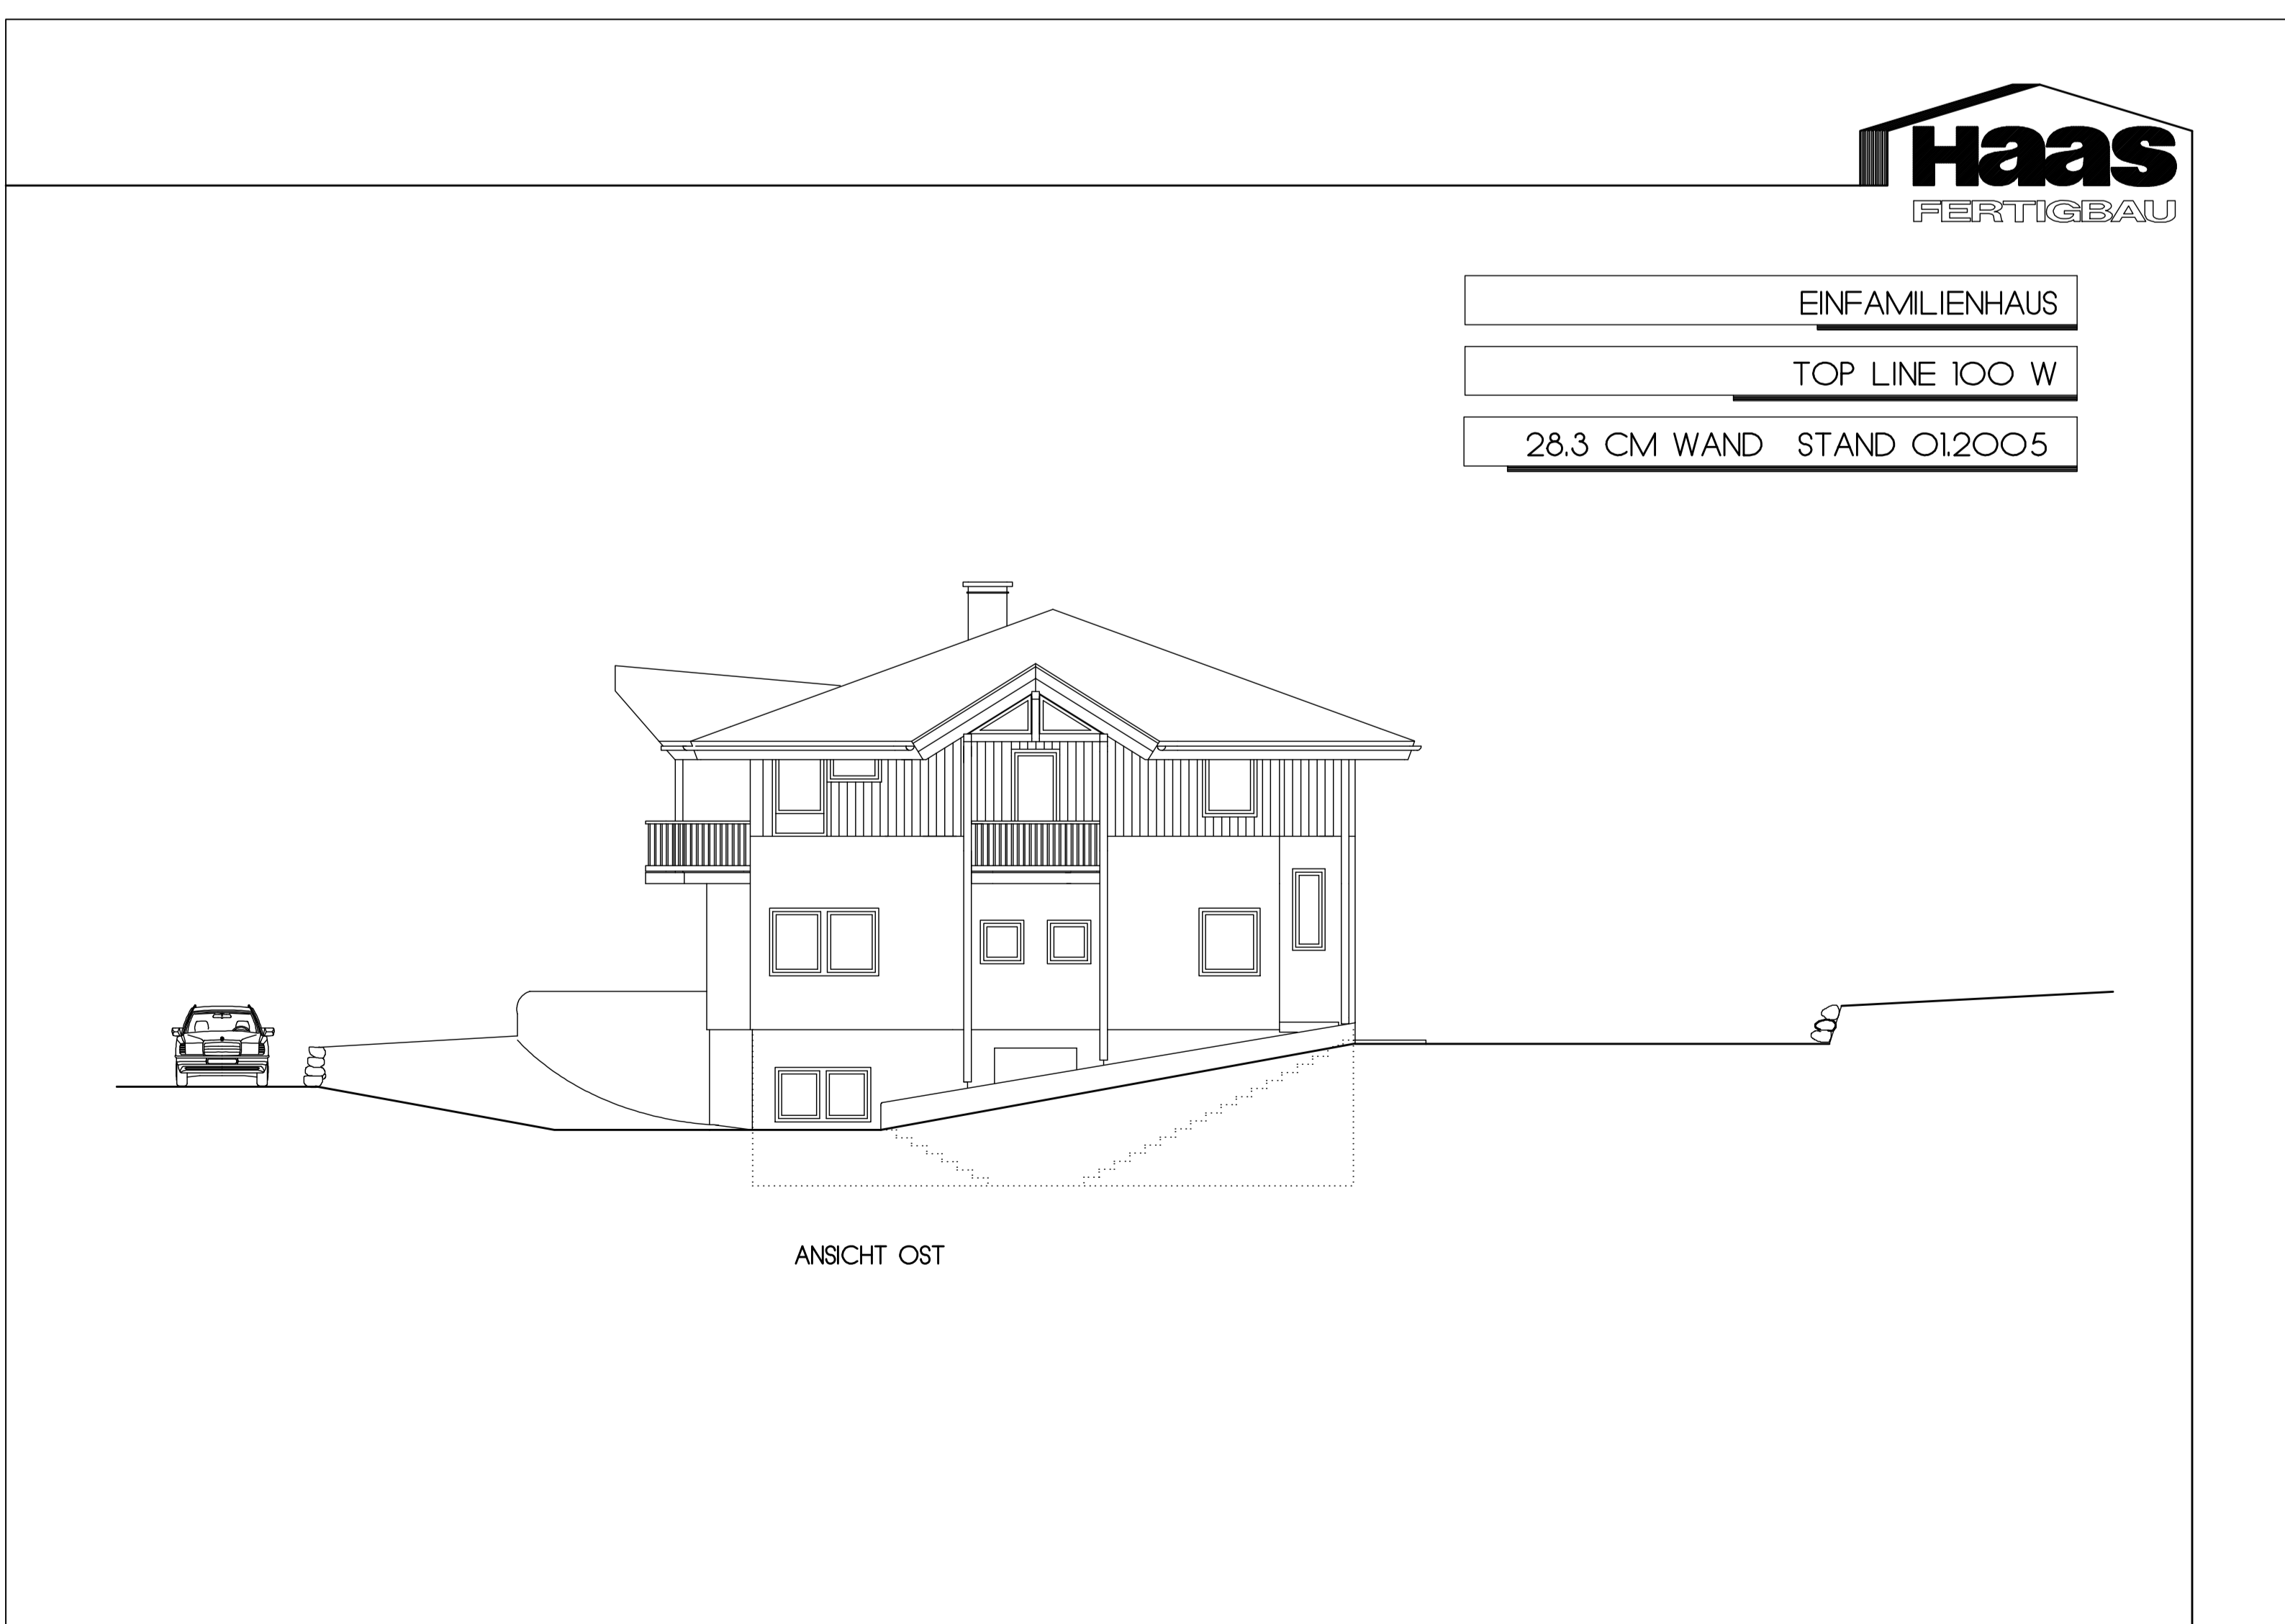 Haas
FERTIGBAU
EINFAMILIENHAUS
TOP LINE 100 W
28.3 CM WAND STAND 01.2005
ANSICHT OST